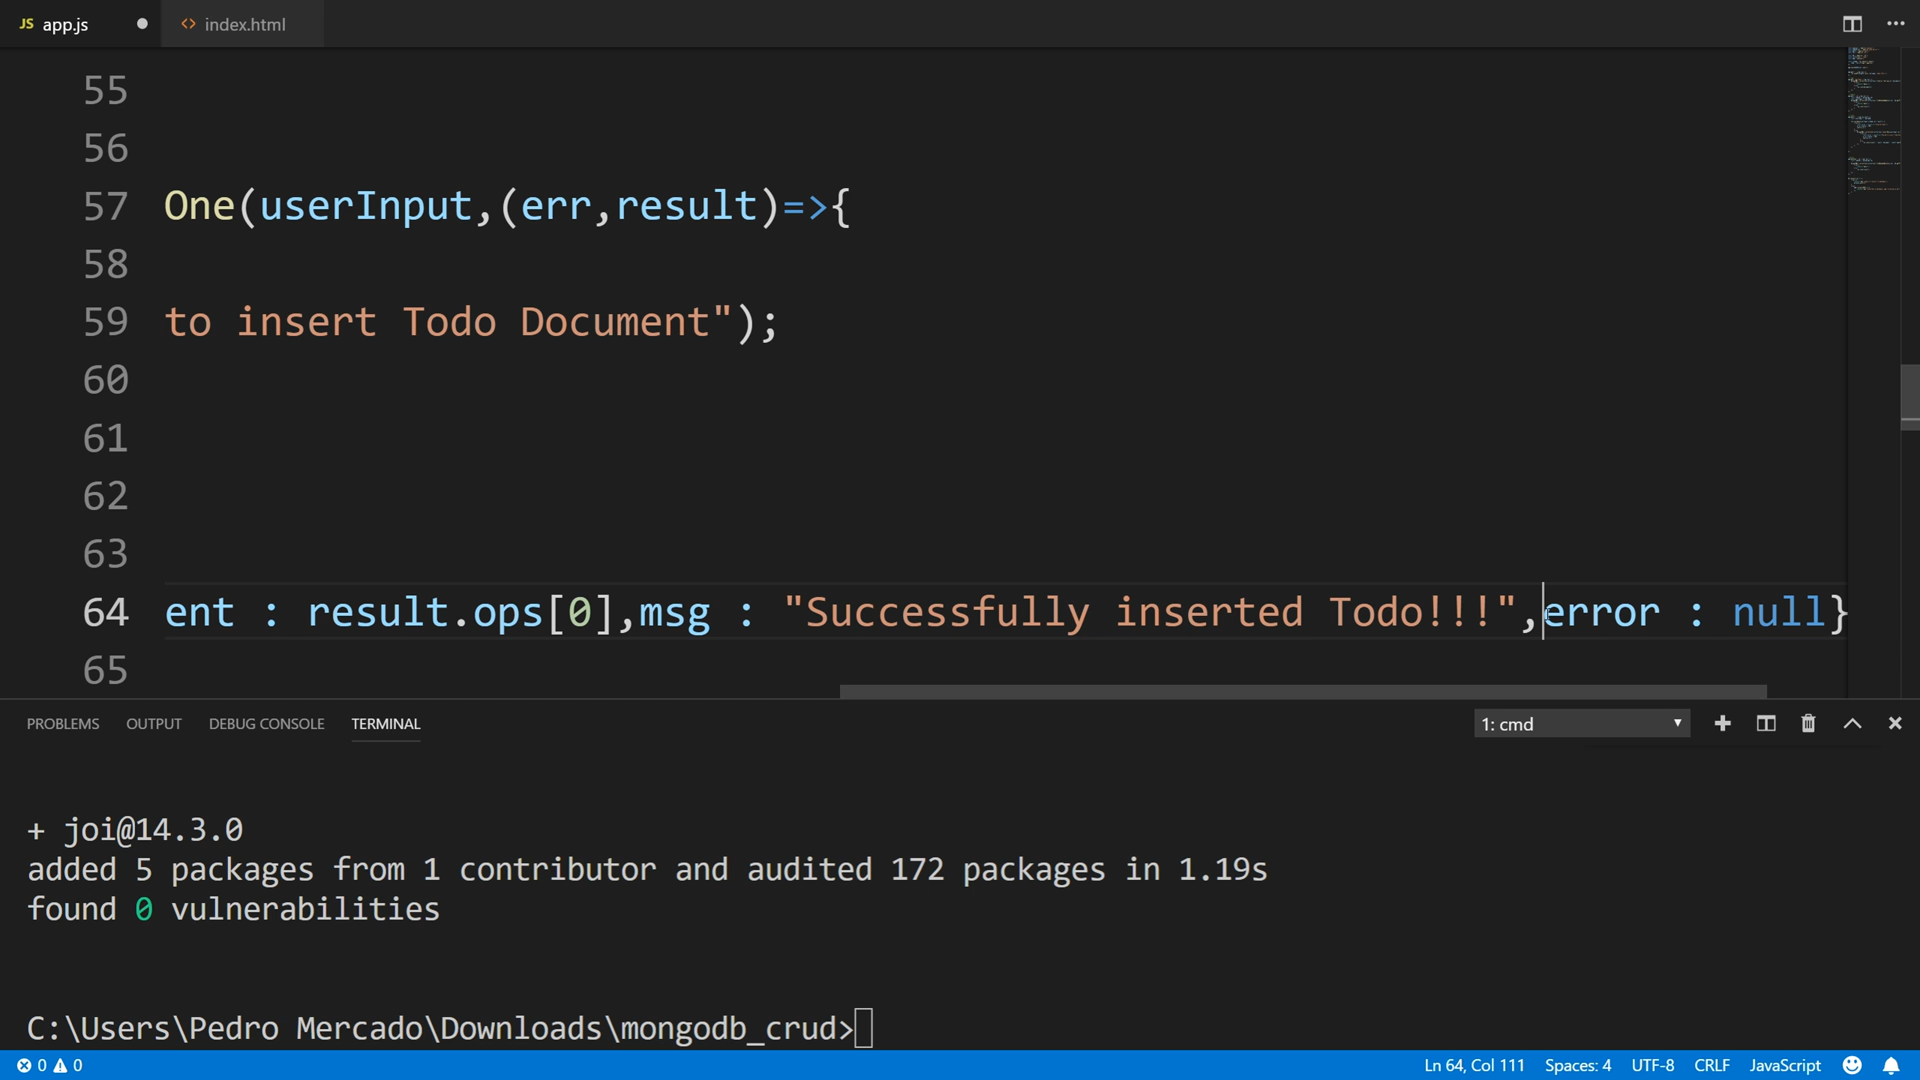 JS app.js
<> index.html
55
56
57 One(userInput,(err,result)=>{
58
59 to insert Todo Document");
60
61
62
63
64 ent : result.ops[0],msg : "Successfully inserted Todo!!!",error : null}
65
PROBLEMS OUTPUT DEBUG CONSOLE TERMINAL 1: cmd
+ joi@14.3.0
added 5 packages from 1 contributor and audited 172 packages in 1.19s
found 0 vulnerabilities
C:\Users\Pedro Mercado\Downloads\mongodb_crud>
0 0 Ln 64, Col 111 Spaces: 4 UTF-8 CRLF JavaScript